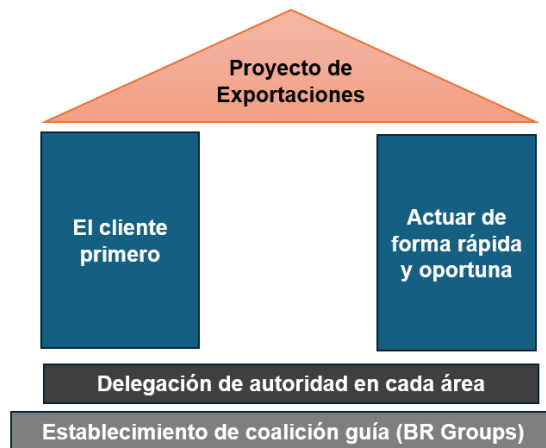 Proyecto de
Exportaciones
El cliente
primero
Actuar de
forma rápida
y oportuna
Delegación de autoridad en cada área
Establecimiento de coalición guía (BR Groups)